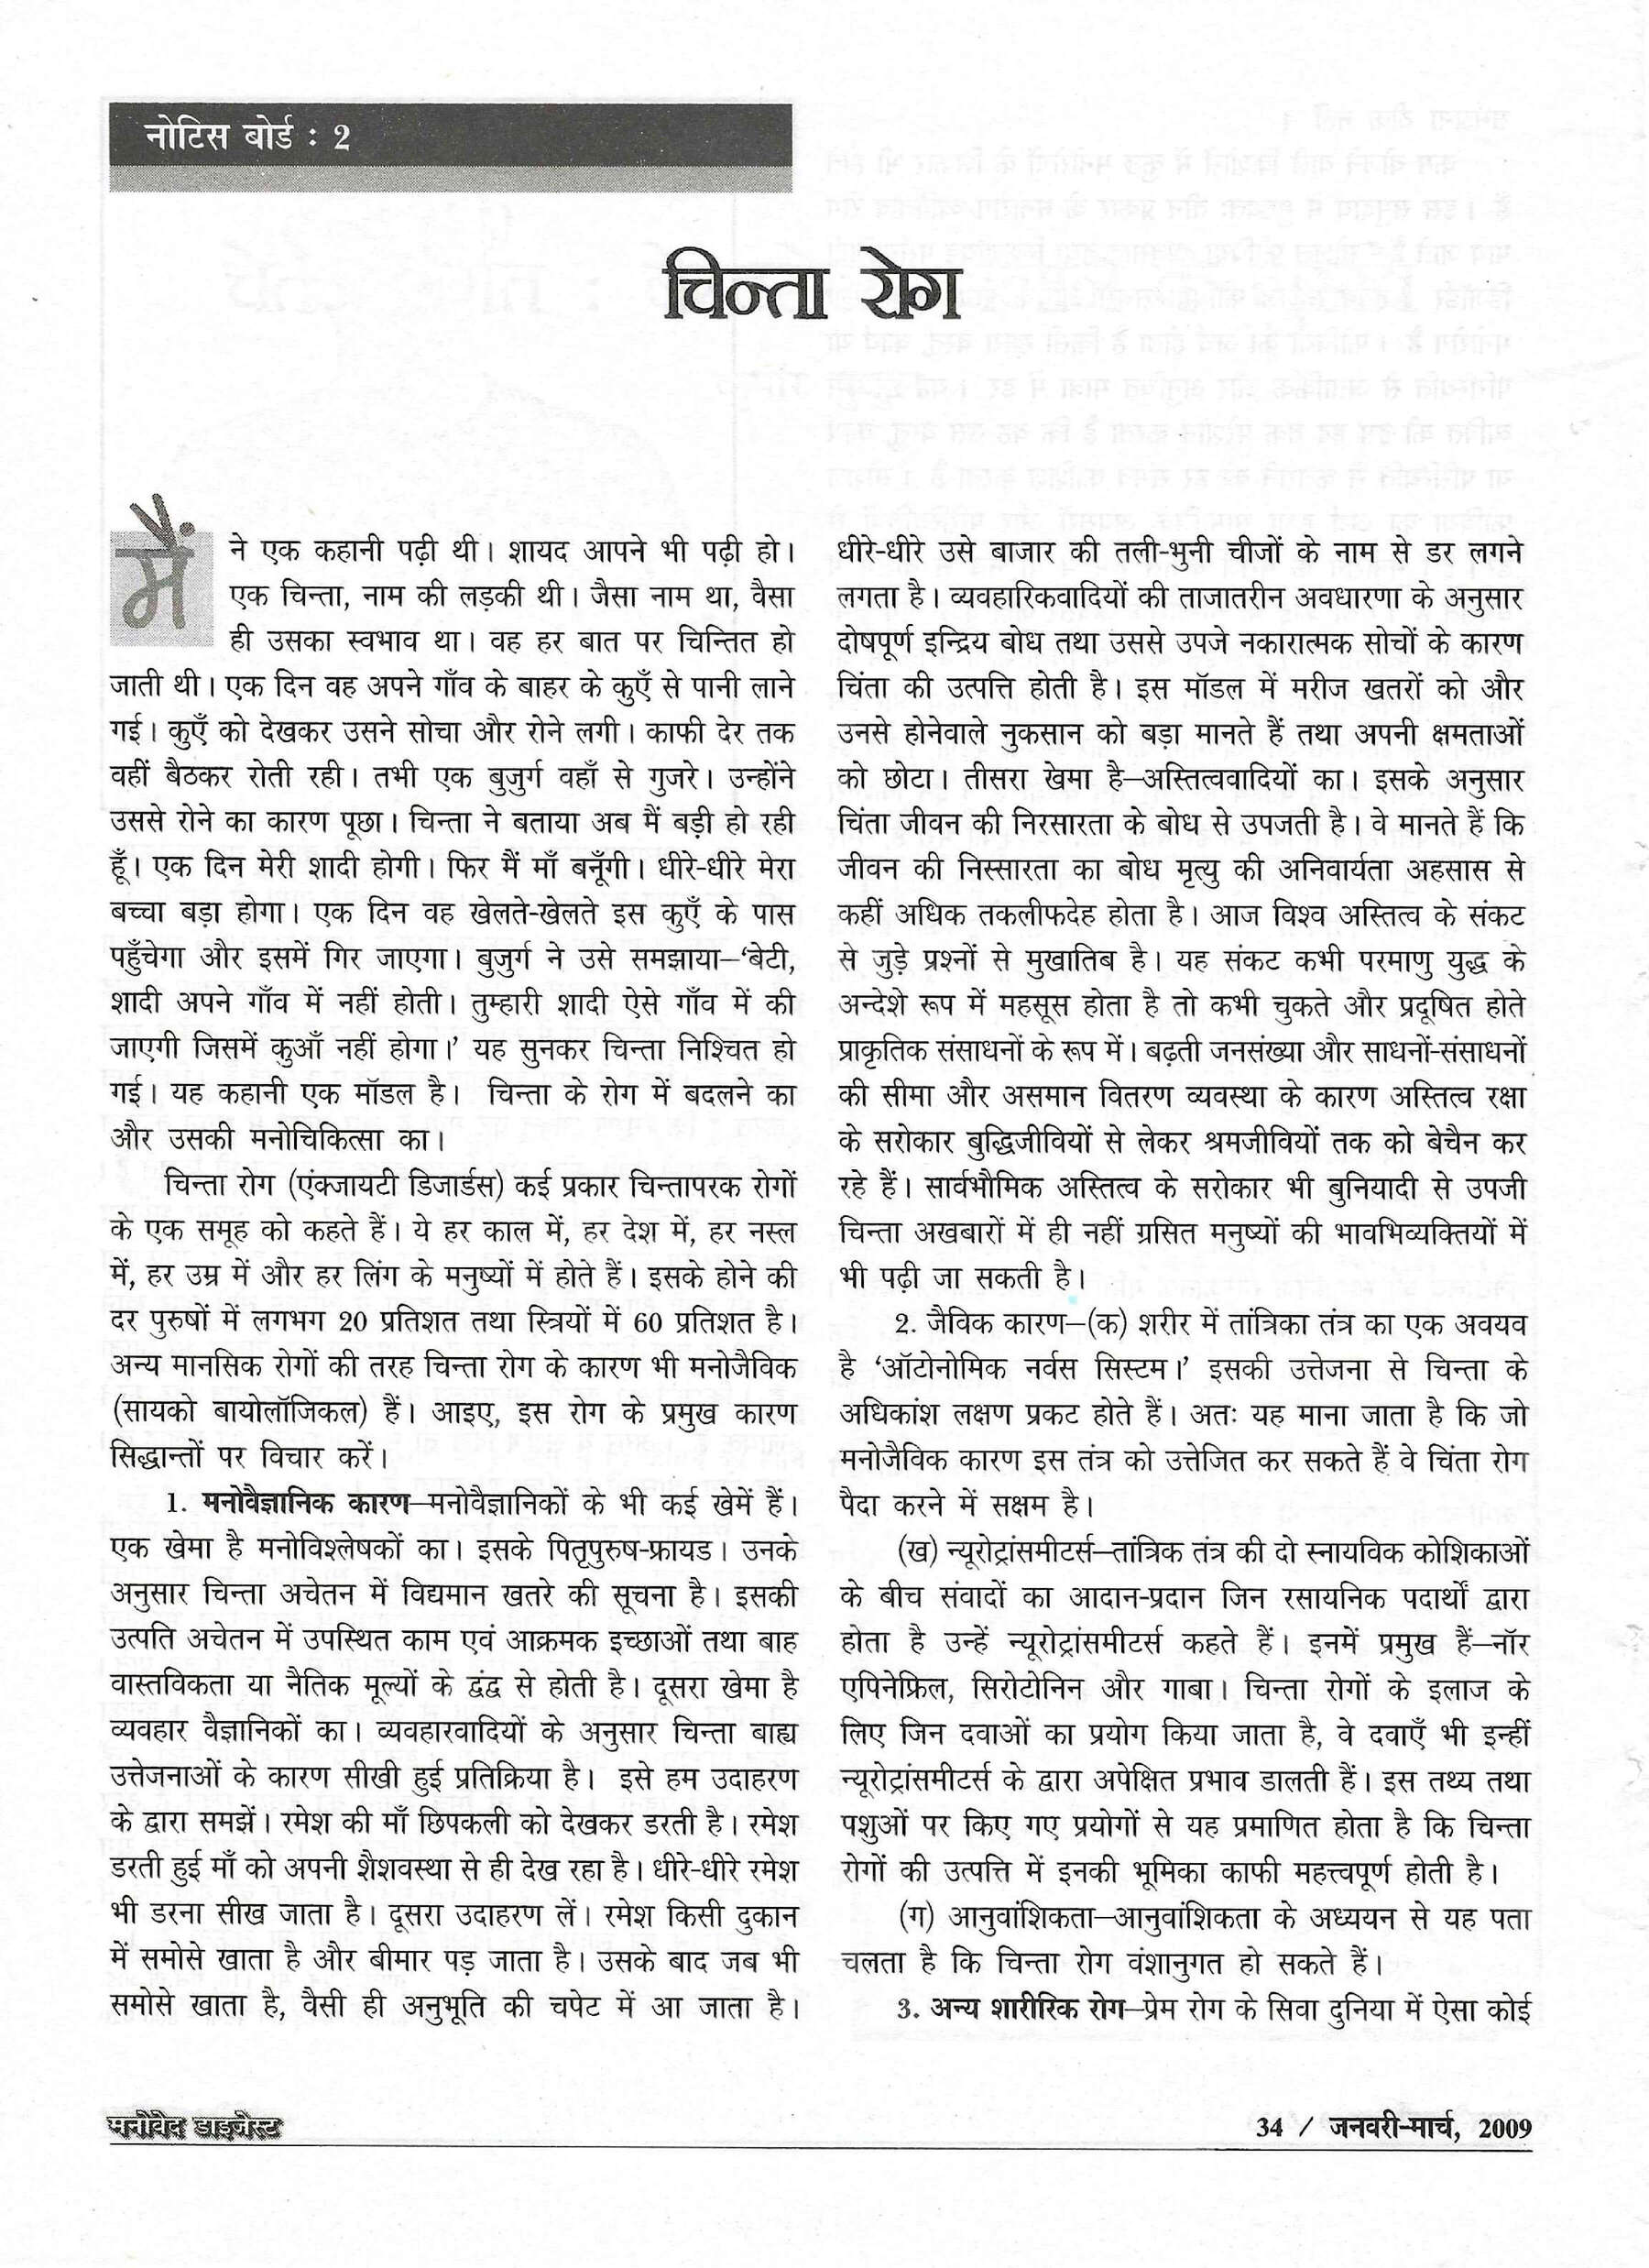 नोटिस बोर्ड : 2
चिन्ता रोग
मैं ने एक कहानी पढ़ी थी। शायद आपने भी पढ़ी हो।
एक चिन्ता, नाम की लड़की थी। जैसा नाम था, वैसा
ही उसका स्वभाव था। वह हर बात पर चिन्तित हो
जाती थी। एक दिन वह अपने गाँव के बाहर के कुएँ से पानी लाने
गई। कुएँ को देखकर उसने सोचा और रोने लगी। काफी देर तक
वहीं बैठकर रोती रही। तभी एक बुजुर्ग वहाँ से गुजरे। उन्होंने
उससे रोने का कारण पूछा। चिन्ता ने बताया अब मैं बड़ी हो रही
हूँ। एक दिन मेरी शादी होगी। फिर मैं माँ बनूँगी। धीरे-धीरे मेरा
बच्चा बड़ा होगा। एक दिन वह खेलते-खेलते इस कुएँ के पास
पहुँचेगा और इसमें गिर जाएगा। बुजुर्ग ने उसे समझाया–‘बेटी,
शादी अपने गाँव में नहीं होती। तुम्हारी शादी ऐसे गाँव में की
जाएगी जिसमें कुआँ नहीं होगा।’ यह सुनकर चिन्ता निश्चित हो
गई। यह कहानी एक मॉडल है। चिन्ता के रोग में बदलने का
और उसकी मनोचिकित्सा का।
चिन्ता रोग (एंक्जायटी डिजार्डस) कई प्रकार चिन्तापरक रोगों
के एक समूह को कहते हैं। ये हर काल में, हर देश में, हर नस्ल
में, हर उम्र में और हर लिंग के मनुष्यों में होते हैं। इसके होने की
दर पुरुषों में लगभग 20 प्रतिशत तथा स्त्रियों में 60 प्रतिशत है।
अन्य मानसिक रोगों की तरह चिन्ता रोग के कारण भी मनोजैविक
(सायको बायोलॉजिकल) हैं। आइए, इस रोग के प्रमुख कारण
सिद्धान्तों पर विचार करें।
1. मनोवैज्ञानिक कारण–मनोवैज्ञानिकों के भी कई खेमें हैं।
एक खेमा है मनोविश्लेषकों का। इसके पितृपुरुष-फ्रायड। उनके
अनुसार चिन्ता अचेतन में विद्यमान खतरे की सूचना है। इसकी
उत्पति अचेतन में उपस्थित काम एवं आक्रमक इच्छाओं तथा बाह
वास्तविकता या नैतिक मूल्यों के द्वंद्व से होती है। दूसरा खेमा है
व्यवहार वैज्ञानिकों का। व्यवहारवादियों के अनुसार चिन्ता बाह्य
उत्तेजनाओं के कारण सीखी हुई प्रतिक्रिया है। इसे हम उदाहरण
के द्वारा समझें। रमेश की माँ छिपकली को देखकर डरती है। रमेश
डरती हुई माँ को अपनी शैशवस्था से ही देख रहा है। धीरे-धीरे रमेश
भी डरना सीख जाता है। दूसरा उदाहरण लें। रमेश किसी दुकान
में समोसे खाता है और बीमार पड़ जाता है। उसके बाद जब भी
समोसे खाता है, वैसी ही अनुभूति की चपेट में आ जाता है।
धीरे-धीरे उसे बाजार की तली-भुनी चीजों के नाम से डर लगने
लगता है। व्यवहारिकवादियों की ताजातरीन अवधारणा के अनुसार
दोषपूर्ण इन्द्रिय बोध तथा उससे उपजे नकारात्मक सोचों के कारण
चिंता की उत्पत्ति होती है। इस मॉडल में मरीज खतरों को और
उनसे होनेवाले नुकसान को बड़ा मानते हैं तथा अपनी क्षमताओं
को छोटा। तीसरा खेमा है–अस्तित्ववादियों का। इसके अनुसार
चिंता जीवन की निरसारता के बोध से उपजती है। वे मानते हैं कि
जीवन की निस्सारता का बोध मृत्यु की अनिवार्यता अहसास से
कहीं अधिक तकलीफदेह होता है। आज विश्व अस्तित्व के संकट
से जुड़े प्रश्नों से मुखातिब है। यह संकट कभी परमाणु युद्ध के
अन्देशे रूप में महसूस होता है तो कभी चुकते और प्रदूषित होते
प्राकृतिक संसाधनों के रूप में। बढ़ती जनसंख्या और साधनों-संसाधनों
की सीमा और असमान वितरण व्यवस्था के कारण अस्तित्व रक्षा
के सरोकार बुद्धिजीवियों से लेकर श्रमजीवियों तक को बेचैन कर
रहे हैं। सार्वभौमिक अस्तित्व के सरोकार भी बुनियादी से उपजी
चिन्ता अखबारों में ही नहीं ग्रसित मनुष्यों की भावभिव्यक्तियों में
भी पढ़ी जा सकती है।
2. जैविक कारण–(क) शरीर में तांत्रिका तंत्र का एक अवयव
है ‘ऑटोनोमिक नर्वस सिस्टम।’ इसकी उत्तेजना से चिन्ता के
अधिकांश लक्षण प्रकट होते हैं। अतः यह माना जाता है कि जो
मनोजैविक कारण इस तंत्र को उत्तेजित कर सकते हैं वे चिंता रोग
पैदा करने में सक्षम है।
(ख) न्यूरोट्रांसमीटर्स–तांत्रिक तंत्र की दो स्नायविक कोशिकाओं
के बीच संवादों का आदान-प्रदान जिन रसायनिक पदार्थों द्वारा
होता है उन्हें न्यूरोट्रांसमीटर्स कहते हैं। इनमें प्रमुख हैं–नॉर
एपिनेफ्रिल, सिरोटोनिन और गाबा। चिन्ता रोगों के इलाज के
लिए जिन दवाओं का प्रयोग किया जाता है, वे दवाएँ भी इन्हीं
न्यूरोट्रांसमीटर्स के द्वारा अपेक्षित प्रभाव डालती हैं। इस तथ्य तथा
पशुओं पर किए गए प्रयोगों से यह प्रमाणित होता है कि चिन्ता
रोगों की उत्पत्ति में इनकी भूमिका काफी महत्त्वपूर्ण होती है।
(ग) आनुवांशिकता–आनुवांशिकता के अध्ययन से यह पता
चलता है कि चिन्ता रोग वंशानुगत हो सकते हैं।
3. अन्य शारीरिक रोग–प्रेम रोग के सिवा दुनिया में ऐसा कोई
मनोवेद डाइजेस्ट
34 / जनवरी-मार्च, 2009